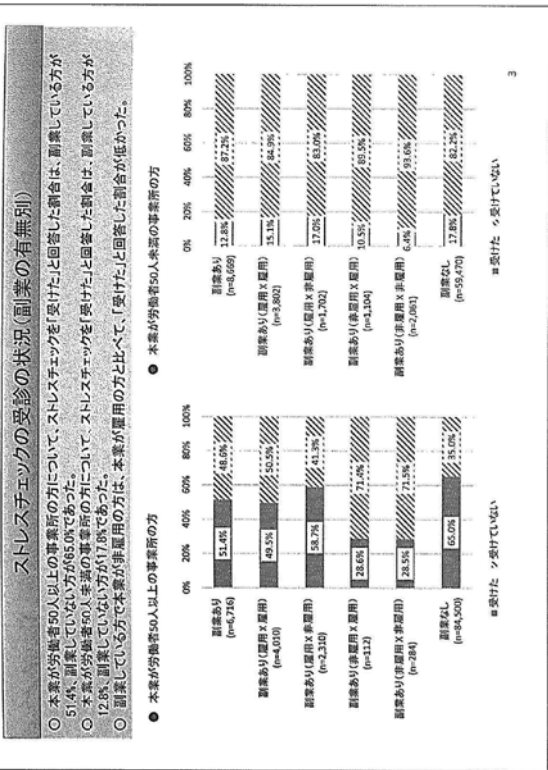 ストレスチェックの受診の状況(副業の有無別)
○ 本業が労働者50人以上の事業所の方について、ストレスチェックを「受けた」と回答した割合は、副業している方が
51.4%、副業していない方が65.0%であった。
○ 本業が労働者50人未満の事業所の方について、ストレスチェックを「受けた」と回答した割合は、副業している方が
12.8%、副業していない方が17.8%であった。
○ 副業している方で本業が非雇用の方は、本業が雇用の方と比べて、「受けた」と回答した割合が低かった。
● 本業が労働者50人以上の事業所の方
0% 20% 40% 60% 80% 100%
副業あり
(n=6,716)
51.4% 48.6%
副業あり(雇用×雇用)
(n=4,010)
49.5% 50.5%
副業あり(雇用×非雇用)
(n=2,310)
58.7% 41.3%
副業あり(非雇用×雇用)
(n=112)
28.6% 71.4%
副業あり(非雇用×非雇用)
(n=284)
28.5% 71.5%
副業なし
(n=84,500)
65.0% 35.0%
受けた 受けていない
● 本業が労働者50人未満の事業所の方
0% 20% 40% 60% 80% 100%
副業あり
(n=8,669)
12.8% 87.2%
副業あり(雇用×雇用)
(n=3,802)
15.1% 84.9%
副業あり(雇用×非雇用)
(n=1,702)
17.0% 83.0%
副業あり(非雇用×雇用)
(n=1,104)
10.5% 89.5%
副業あり(非雇用×非雇用)
(n=2,061)
6.4% 93.6%
副業なし
(n=59,470)
17.8% 82.2%
受けた 受けていない
3